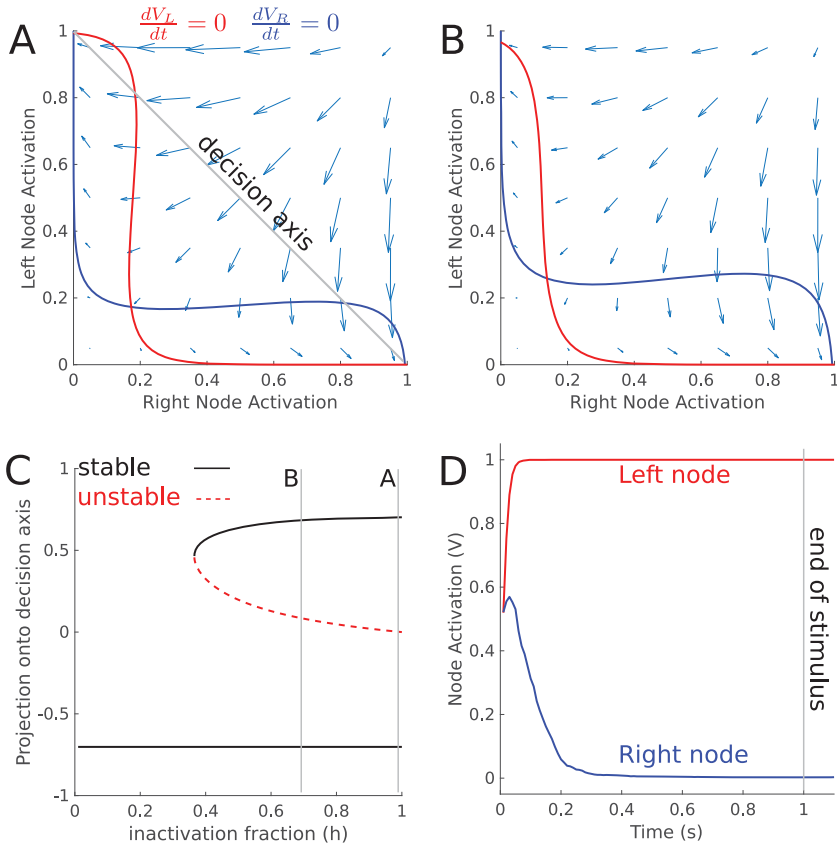 dV_L/dt = 0 dV_R/dt = 0
A
1
0.8
0.6
0.4
0.2
0
Left Node Activation
decision axis
0 0.2 0.4 0.6 0.8 1
Right Node Activation
B
1
0.8
0.6
0.4
0.2
0
Left Node Activation
0 0.2 0.4 0.6 0.8 1
Right Node Activation
C
stable
unstable
B
A
1
0.5
0
-0.5
-1
Projection onto decision axis
0 0.2 0.4 0.6 0.8 1
inactivation fraction (h)
D
1
0.8
0.6
0.4
0.2
0
Node Activation (V)
Left node
Right node
end of stimulus
0 0.2 0.4 0.6 0.8 1
Time (s)